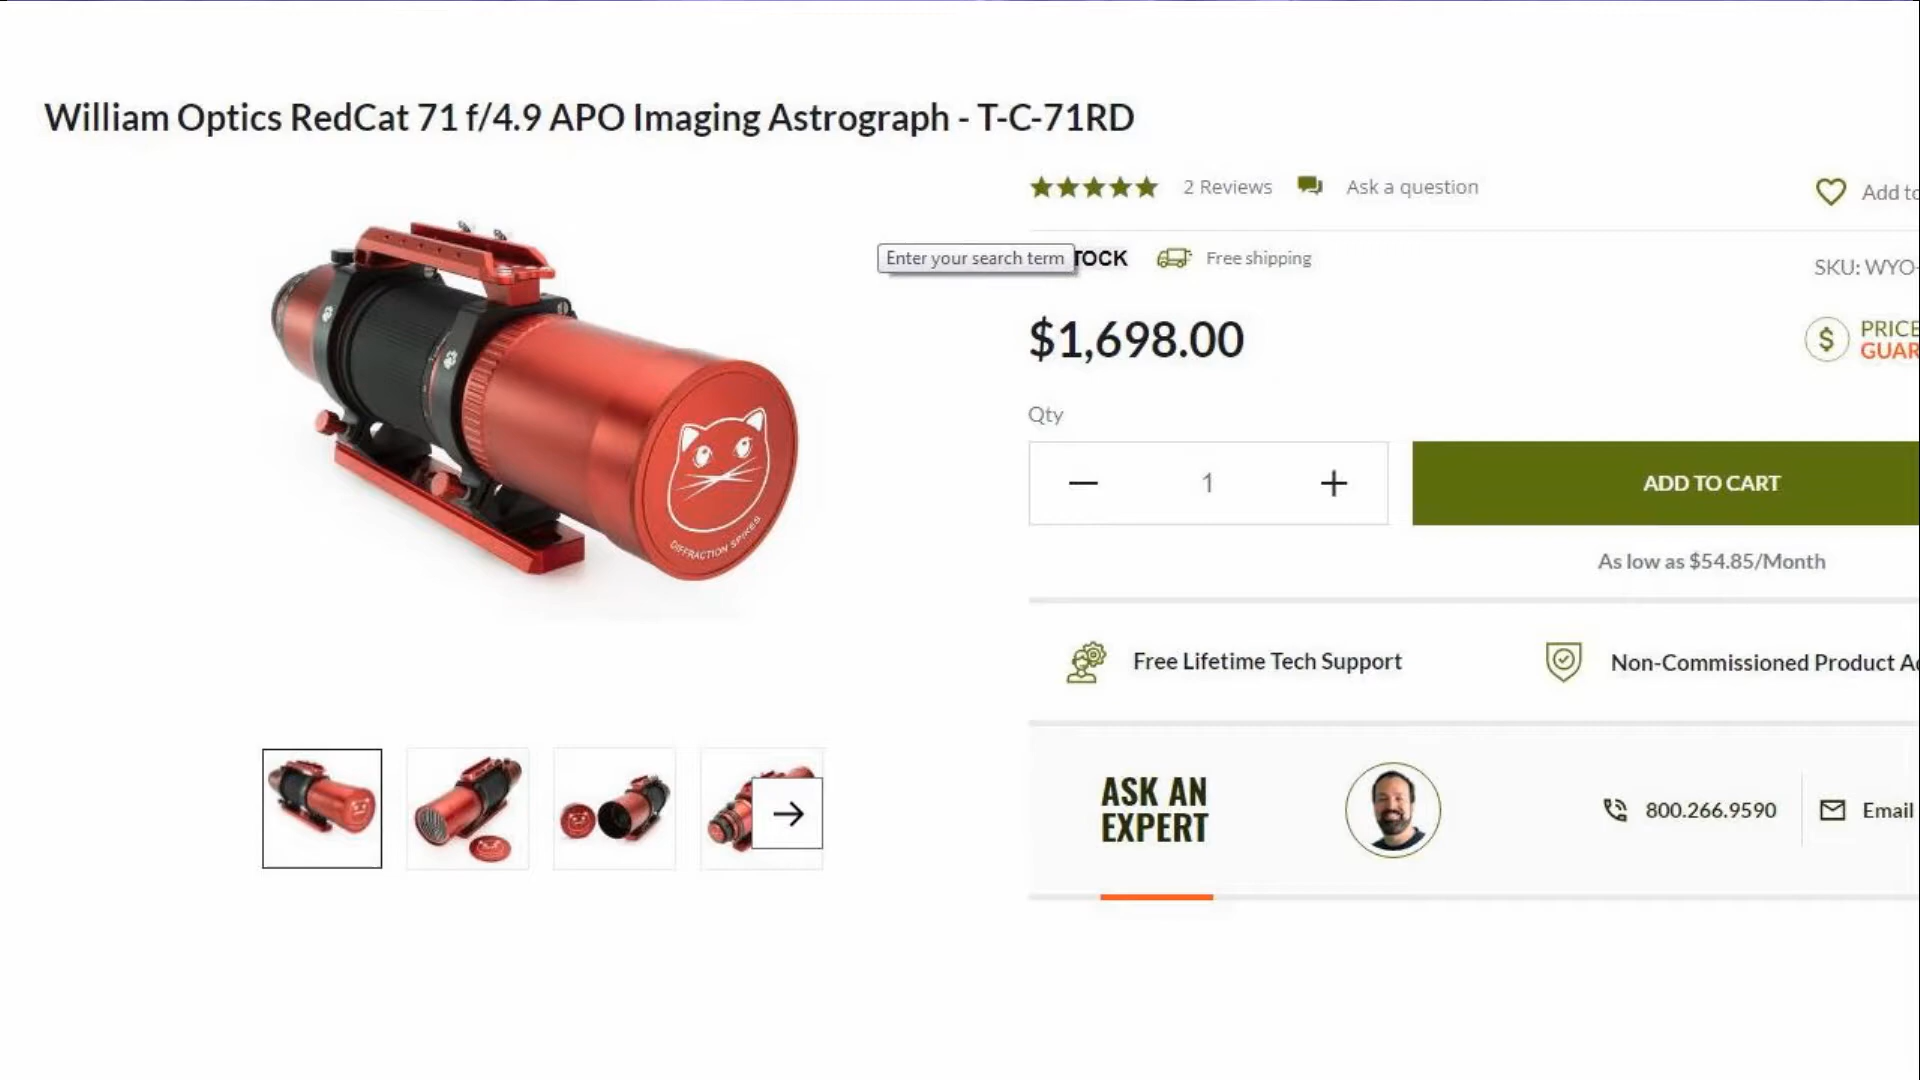 William Optics RedCat 71 f/4.9 APO Imaging Astrograph - T-C-71RD
2 Reviews
Ask a question
Add to
Enter your search term
TOCK
Free shipping
SKU: WYO-
$1,698.00
$
PRICE
GUAR
Qty
1
ADD TO CART
DIFFRACTION SPIKES
As low as $54.85/Month
Free Lifetime Tech Support
Non-Commissioned Product A
ASK AN
EXPERT
800.266.9590
Email